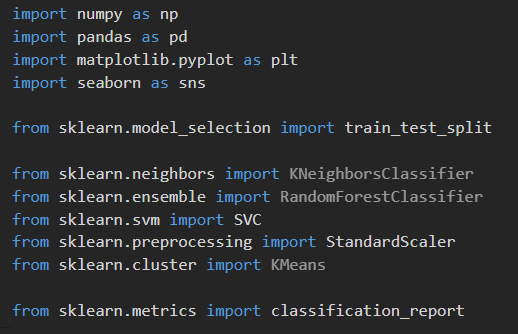 import numpy as np
import pandas as pd
import matplotlib.pyplot as plt
import seaborn as sns
from sklearn.model_selection import train_test_split
from sklearn.neighbors import KNeighborsClassifier
from sklearn.ensemble import RandomForestClassifier
from sklearn.svm import SVC
from sklearn.preprocessing import StandardScaler
from sklearn.cluster import KMeans
from sklearn.metrics import classification_report